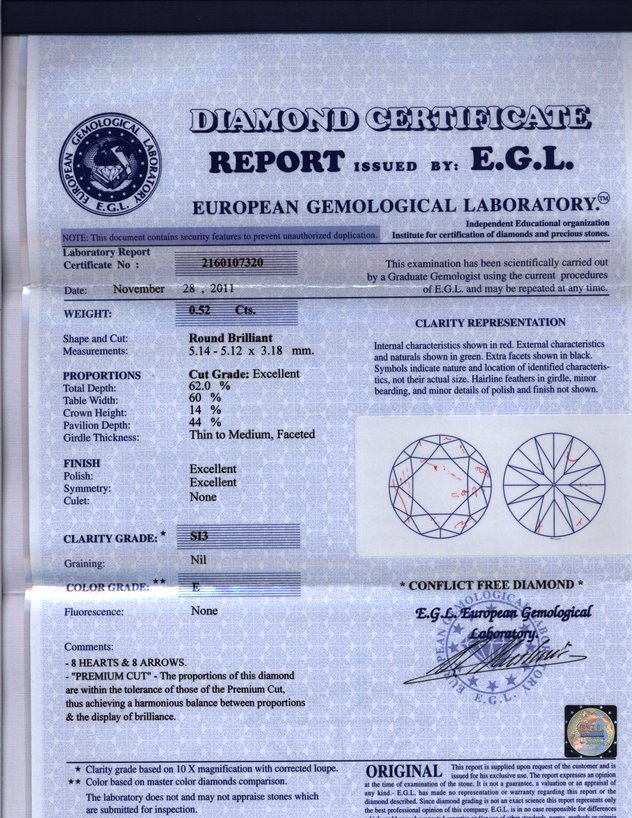 EUROPEAN GEMOLOGICAL LABORATORY
E.G.L.
DIAMOND CERTIFICATE
REPORT ISSUED BY: E.G.L.
EUROPEAN GEMOLOGICAL LABORATORY.™
Independent Educational organization
NOTE: This document contains security features to prevent unauthorized duplication.
Institute for certification of diamonds and precious stones.
Laboratory Report
Certificate No : 2160107320
Date: November 28 , 2011
This examination has been scientifically carried out
by a Graduate Gemologist using the current procedures
of E.G.L. and may be repeated at any time.
WEIGHT: 0.52 Cts.
Shape and Cut: Round Brilliant
Measurements: 5.14 - 5.12 x 3.18 mm.
PROPORTIONS Cut Grade: Excellent
Total Depth: 62.0 %
Table Width: 60 %
Crown Height: 14 %
Pavilion Depth: 44 %
Girdle Thickness: Thin to Medium, Faceted
CLARITY REPRESENTATION
Internal characteristics shown in red. External characteristics
and naturals shown in green. Extra facets shown in black.
Symbols indicate nature and location of identified characteris-
tics, not their actual size. Hairline feathers in girdle, minor
bearding, and minor details of polish and finish not shown.
FINISH
Polish: Excellent
Symmetry: Excellent
Culet: None
CLARITY GRADE: * SI3
Graining: Nil
COLOR GRADE: ** E
Fluorescence: None
* CONFLICT FREE DIAMOND *
E.G.L. European Gemological
Laboratory.
Comments:
- 8 HEARTS & 8 ARROWS.
- "PREMIUM CUT" - The proportions of this diamond
are within the tolerance of those of the Premium Cut,
thus achieving a harmonious balance between proportions
& the display of brilliance.
★ Clarity grade based on 10 X magnification with corrected loupe.
★★ Color based on master color diamonds comparison.
The laboratory does not and may not appraise stones which
are submitted for inspection.
ORIGINAL This report is supplied upon request of the customer and is
issued for his exclusive use. The report expresses an opinion
at the time of examination of the stone. It is not a guarantee, a valuation or an appraisal of
any kind.- E.G.L. has made no representation or warranty regarding this report or the
diamond described. Since diamond grading is not an exact science this report represents only
the best professional opinion of this company. E.G.L. is in no case responsible for differences